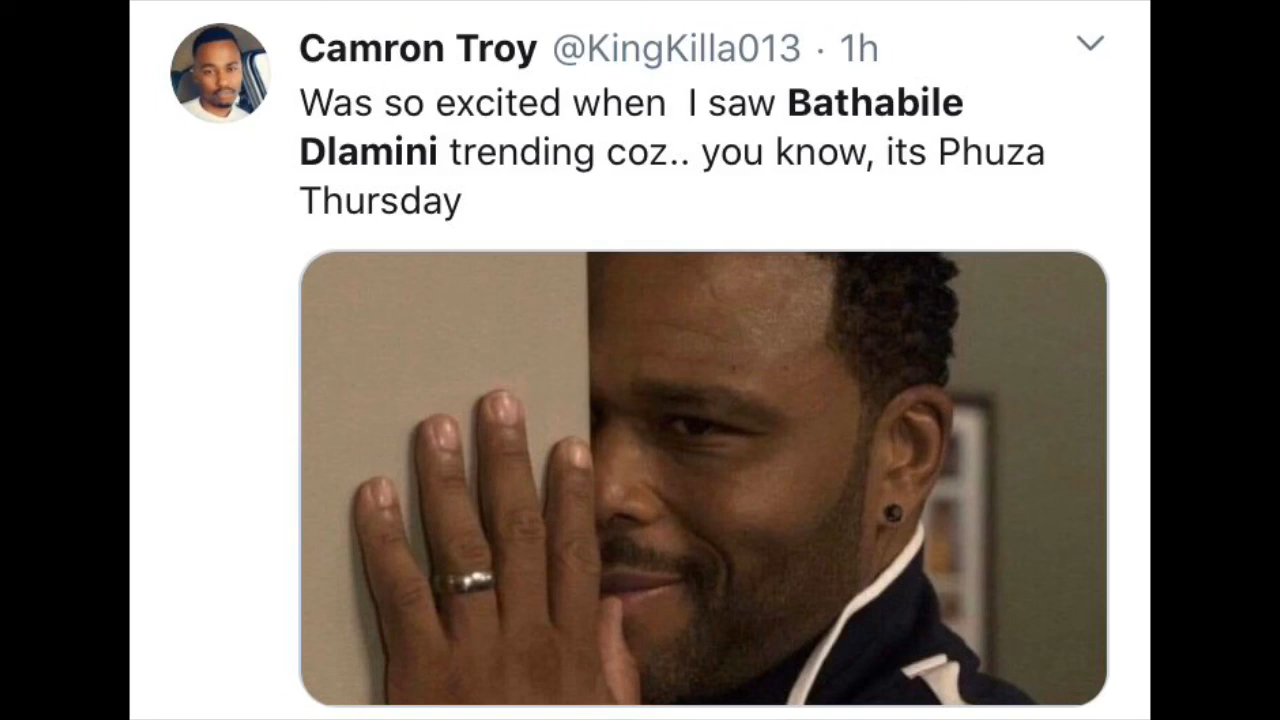 Camron Troy @KingKilla013 · 1h
Was so excited when  I saw Bathabile
Dlamini trending coz.. you know, its Phuza
Thursday